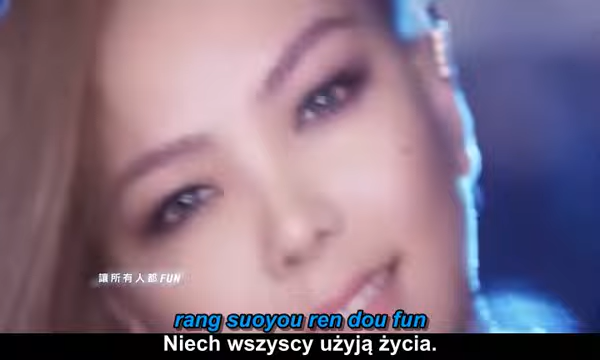 讓所有人都FUN
rang suoyou ren dou fun
Niech wszyscy użyją życia.